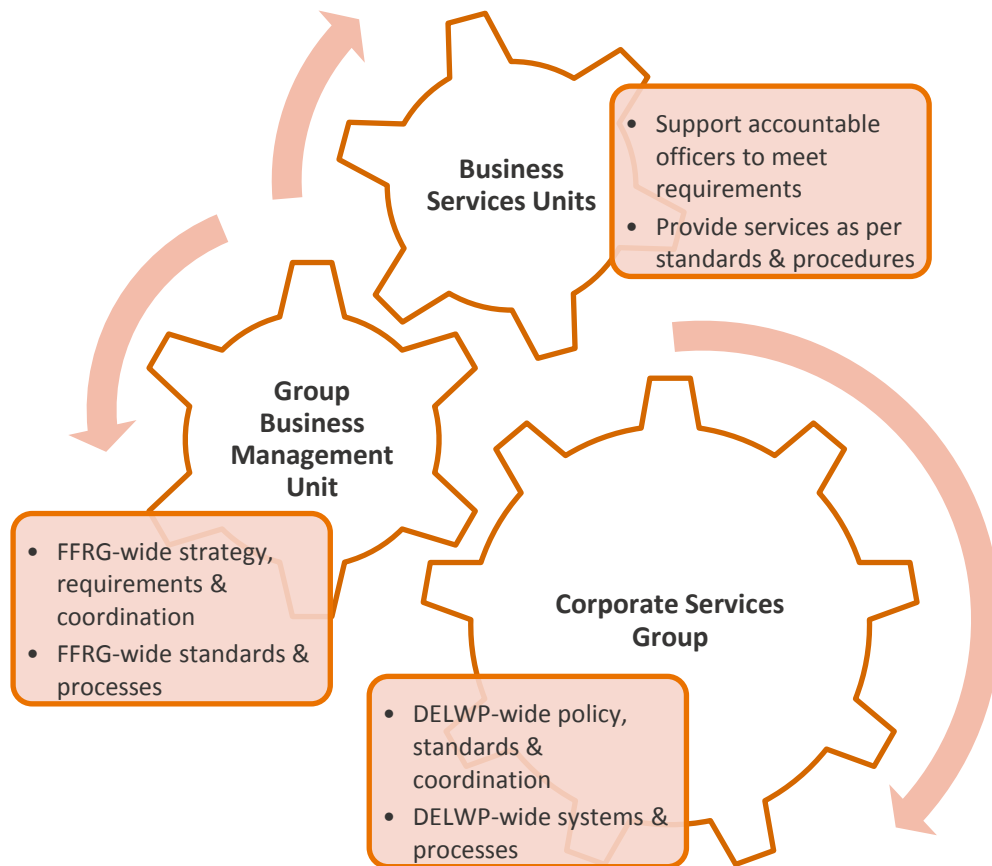 Business
Services Units
• Support accountable
officers to meet
requirements
• Provide services as per
standards & procedures
Group
Business
Management
Unit
• FFRG-wide strategy,
requirements &
coordination
• FFRG-wide standards &
processes
Corporate Services
Group
• DELWP-wide policy,
standards &
coordination
• DELWP-wide systems &
processes